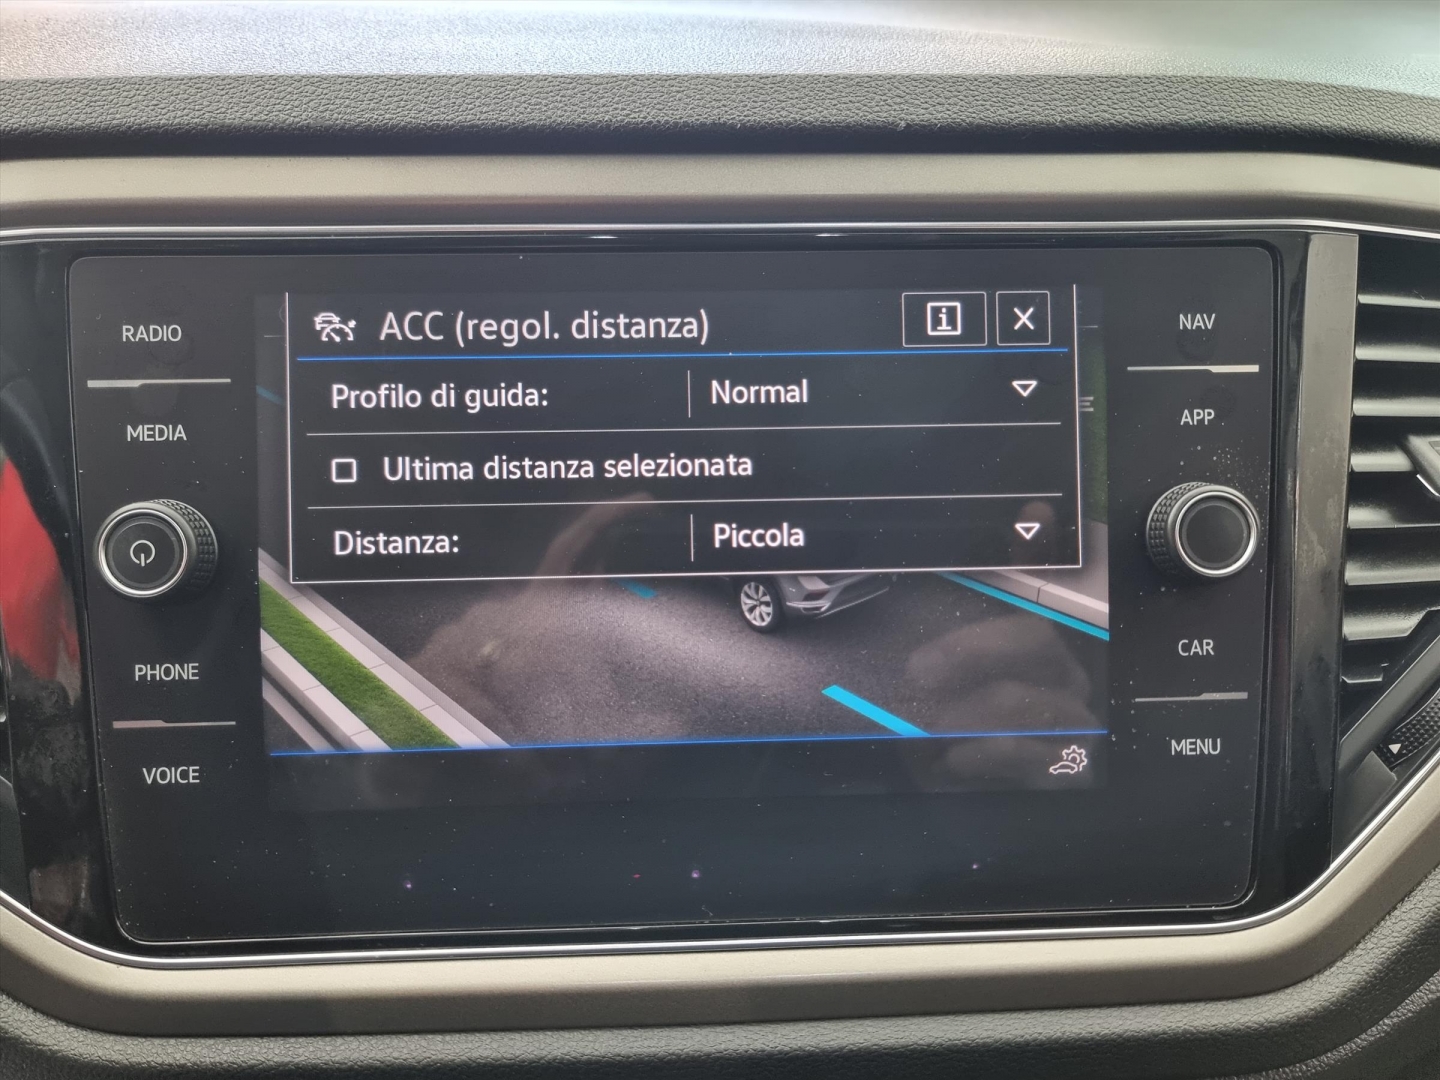 RADIO
MEDIA
PHONE
VOICE
ACC (regol. distanza)
i
X
Profilo di guida:
Normal
Ultima distanza selezionata
Distanza:
Piccola
NAV
APP
CAR
MENU